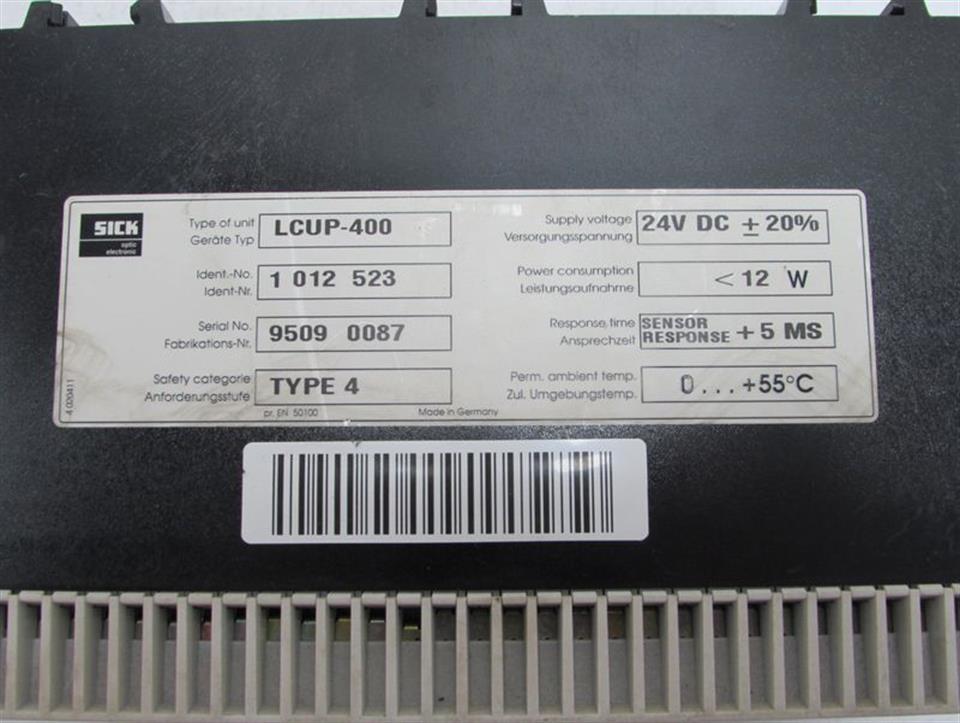 SICK
optic
electronic
Type of unit
Geräte Typ
LCUP-400
Ident.-No.
Ident-Nr.
1 012 523
Serial No.
Fabrikations-Nr.
9509 0087
Safety categorie
Anforderungsstufe
TYPE 4
pr. EN 50100
Made in Germany
Supply voltage
Versorgungsspannung
24V DC ± 20%
Power consumption
Leistungsaufnahme
< 12 W
Response time
Ansprechzeit
SENSOR
RESPONSE + 5 MS
Perm. ambient temp.
Zul. Umgebungstemp.
0...+55°C
4 020411